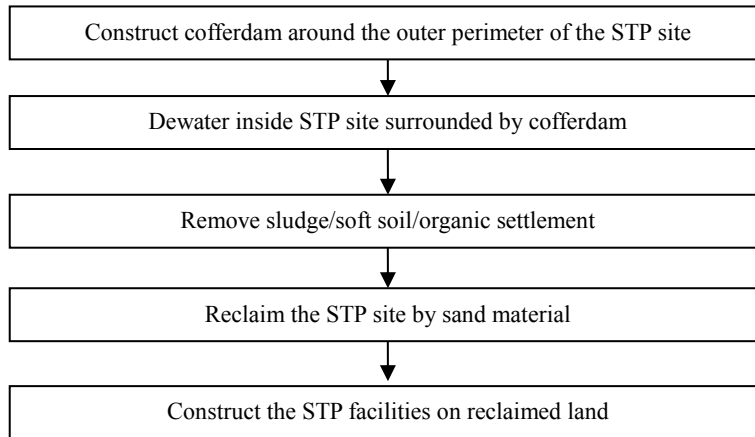 Construct cofferdam around the outer perimeter of the STP site
Dewater inside STP site surrounded by cofferdam
Remove sludge/soft soil/organic settlement
Reclaim the STP site by sand material
Construct the STP facilities on reclaimed land